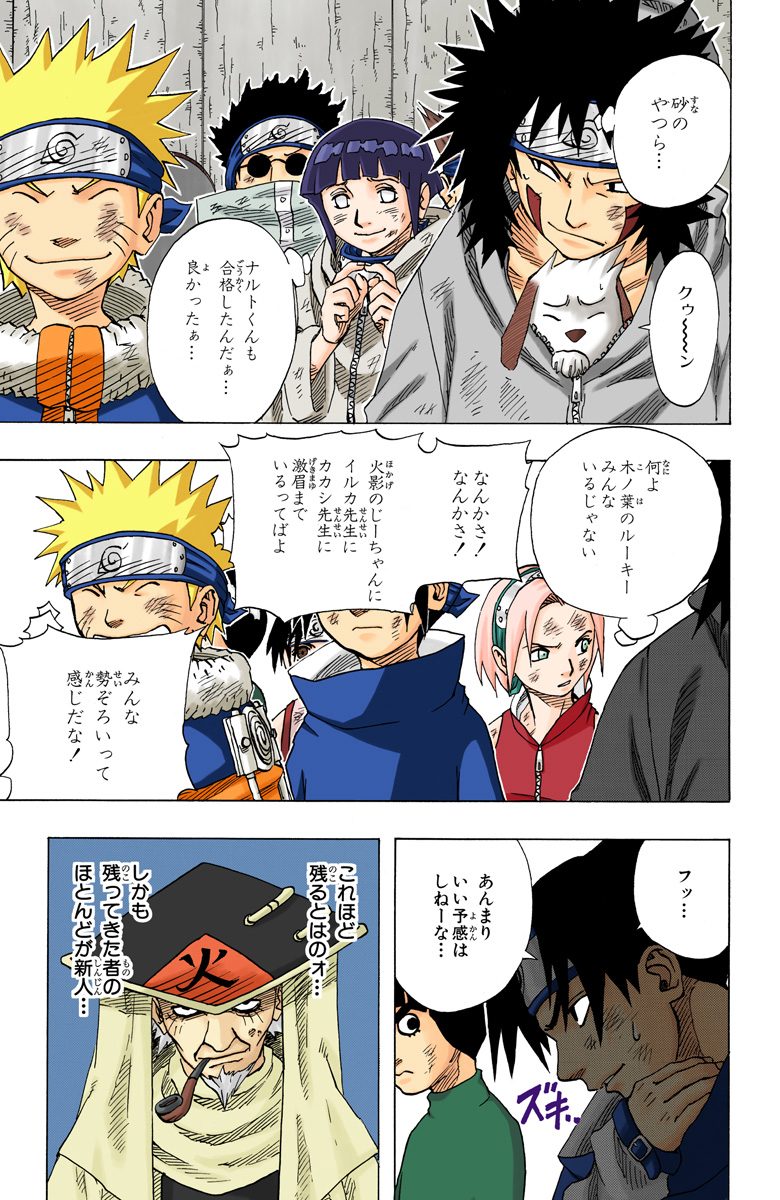 砂の
やつら…
クゥ〜〜ン
ナルトくんも
合格したんだぁ…
良かったぁ…
何よ
木ノ葉のルーキー
みんな
いるじゃない
なんかさ!
なんかさ!
火影のじーちゃんに
イルカ先生に
カカシ先生に
激眉まで
いるってばよ
みんな
勢ぞろいって
感じだな!
フッ…
あんまり
いい予感は
しねーな…
ズキ…
これほど
残るとはのォ…
しかも
残ってきた者の
ほとんどが新人…
火